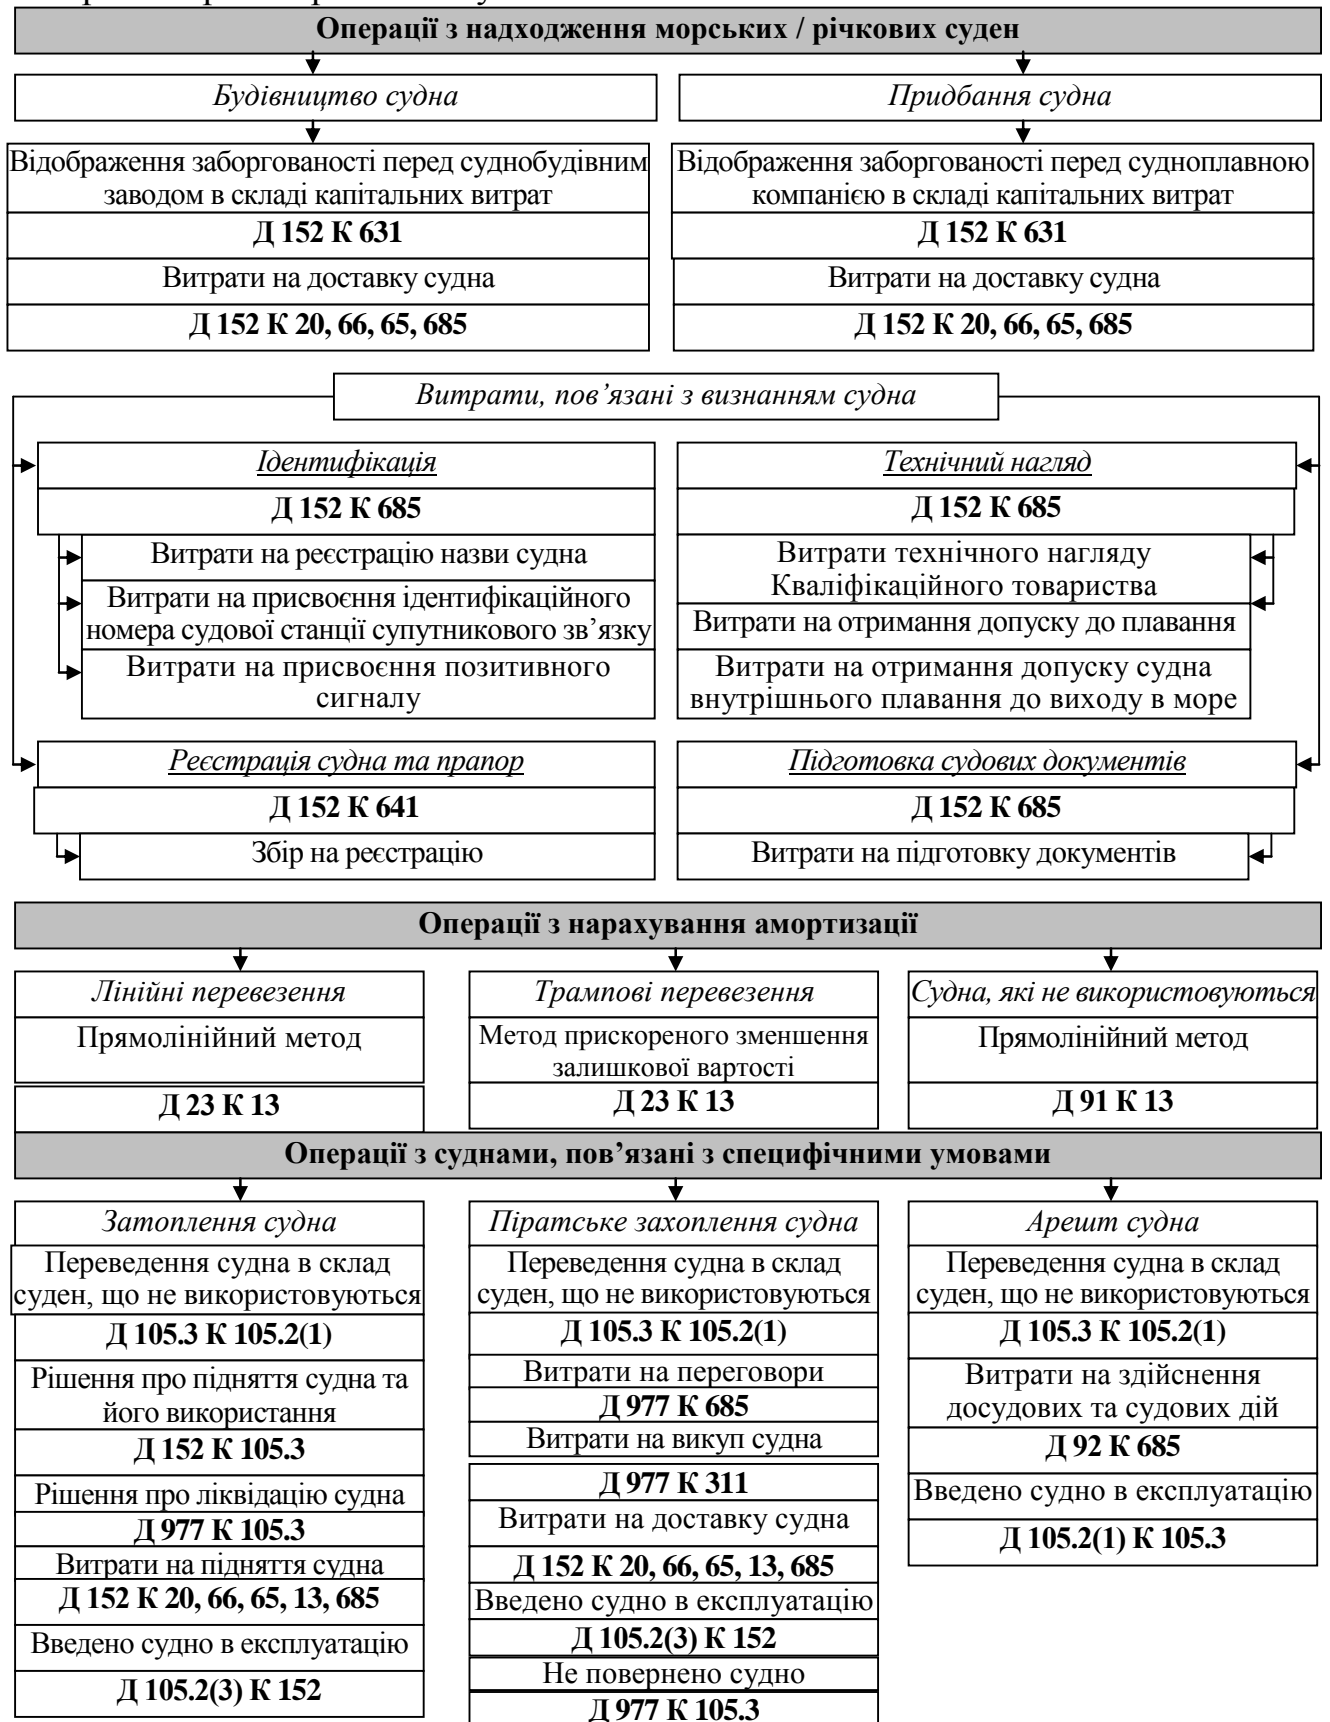 Операції з надходження морських / річкових суден
Будівництво судна
Відображення заборгованості перед суднобудівним
заводом в складі капітальних витрат
Д 152 К 631
Витрати на доставку судна
Д 152 К 20, 66, 65, 685
Придбання судна
Відображення заборгованості перед судноплавною
компанією в складі капітальних витрат
Д 152 К 631
Витрати на доставку судна
Д 152 К 20, 66, 65, 685
Витрати, пов’язані з визнанням судна
Ідентифікація
Д 152 К 685
Витрати на реєстрацію назви судна
Витрати на присвоєння ідентифікаційного
номера судової станції супутникового зв’язку
Витрати на присвоєння позитивного
сигналу
Технічний нагляд
Д 152 К 685
Витрати технічного нагляду
Кваліфікаційного товариства
Витрати на отримання допуску до плавання
Витрати на отримання допуску судна
внутрішнього плавання до виходу в море
Реєстрація судна та прапор
Д 152 К 641
Збір на реєстрацію
Підготовка судових документів
Д 152 К 685
Витрати на підготовку документів
Операції з нарахування амортизації
Лінійні перевезення
Прямолінійний метод
Д 23 К 13
Трампові перевезення
Метод прискореного зменшення
залишкової вартості
Д 23 К 13
Судна, які не використовуються
Прямолінійний метод
Д 91 К 13
Операції з суднами, пов’язані з специфічними умовами
Затоплення судна
Переведення судна в склад
суден, що не використовуються
Д 105.3 К 105.2(1)
Рішення про підняття судна та
його використання
Д 152 К 105.3
Рішення про ліквідацію судна
Д 977 К 105.3
Витрати на підняття судна
Д 152 К 20, 66, 65, 13, 685
Введено судно в експлуатацію
Д 105.2(3) К 152
Піратське захоплення судна
Переведення судна в склад
суден, що не використовуються
Д 105.3 К 105.2(1)
Витрати на переговори
Д 977 К 685
Витрати на викуп судна
Д 977 К 311
Витрати на доставку судна
Д 152 К 20, 66, 65, 13, 685
Введено судно в експлуатацію
Д 105.2(3) К 152
Не повернено судно
Д 977 К 105.3
Арешт судна
Переведення судна в склад
суден, що не використовуються
Д 105.3 К 105.2(1)
Витрати на здійснення
досудових та судових дій
Д 92 К 685
Введено судно в експлуатацію
Д 105.2(1) К 105.3